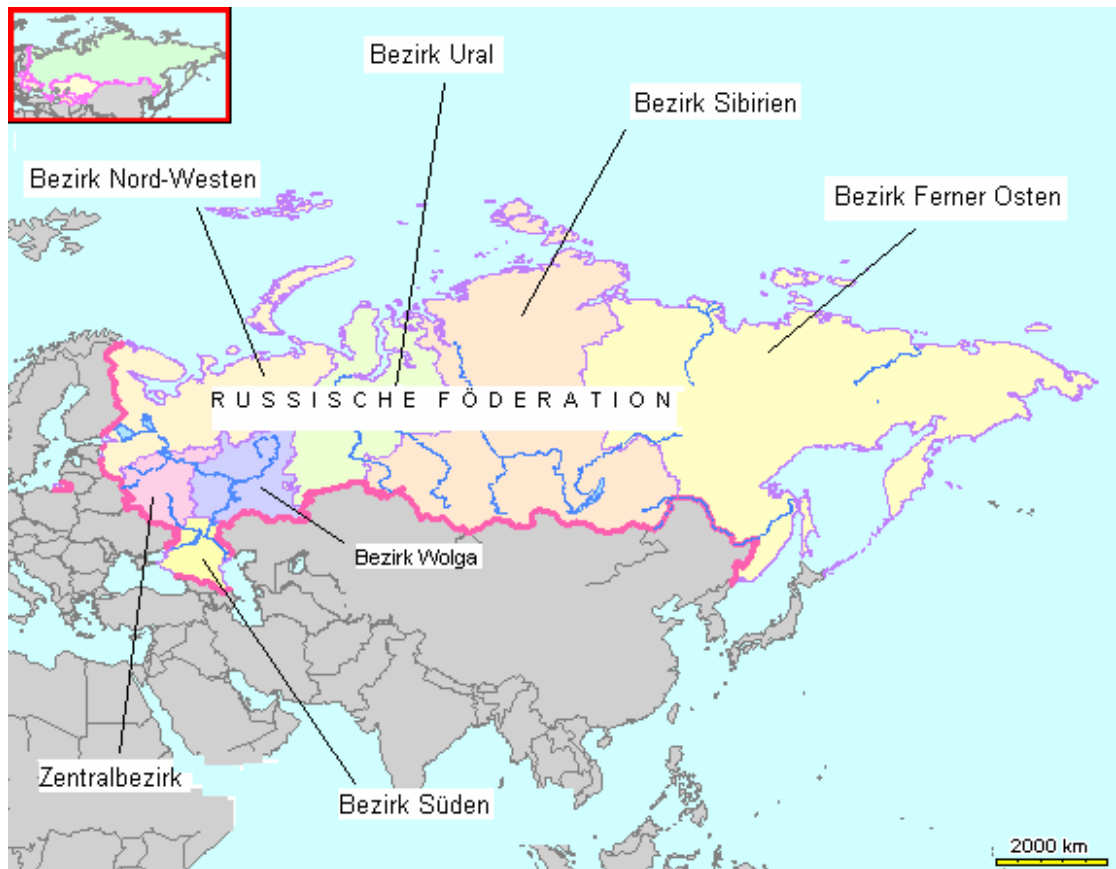 Bezirk Ural
Bezirk Sibirien
Bezirk Nord-Westen
Bezirk Ferner Osten
RUSSISCHE FÖDERATION
Bezirk Wolga
Zentralbezirk
Bezirk Süden
2000 km